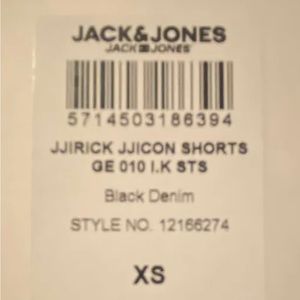 JACK&JONES
JACK JONES
5714503186394
JJIRICK JJICON SHORTS
GE 010 I.K STS
Black Denim
STYLE NO. 12166274
XS